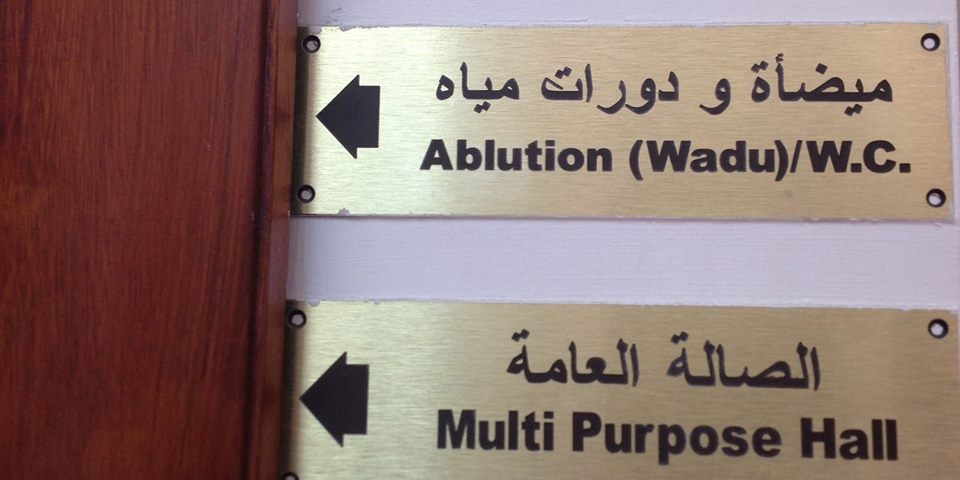 ميضأة و دورات مياه
Ablution (Wadu)/W.C.
الصالة العامة
Multi Purpose Hall